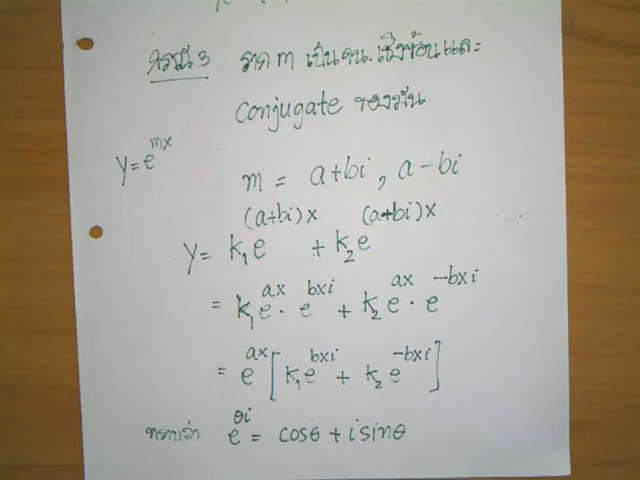 กรณี 3 ราก m เป็นจน. เชิงซ้อนและ
conjugate ของมัน
y = e^{mx}
m = a+bi , a-bi
y = k₁e^{(a+bi)x} + k₂e^{(a+bi)x}
= k₁e^{ax} · e^{bxi} + k₂e^{ax} · e^{-bxi}
= e^{ax} [k₁e^{bxi} + k₂e^{-bxi}]
ทราบว่า e^{θi} = cosθ + i sinθ